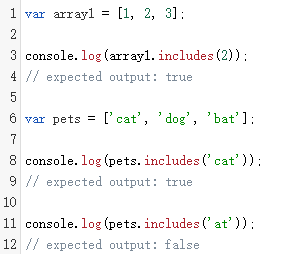 1 var array1 = [1, 2, 3];
2
3 console.log(array1.includes(2));
4 // expected output: true
5
6 var pets = ['cat', 'dog', 'bat'];
7
8 console.log(pets.includes('cat'));
9 // expected output: true
10
11 console.log(pets.includes('at'));
12 // expected output: false